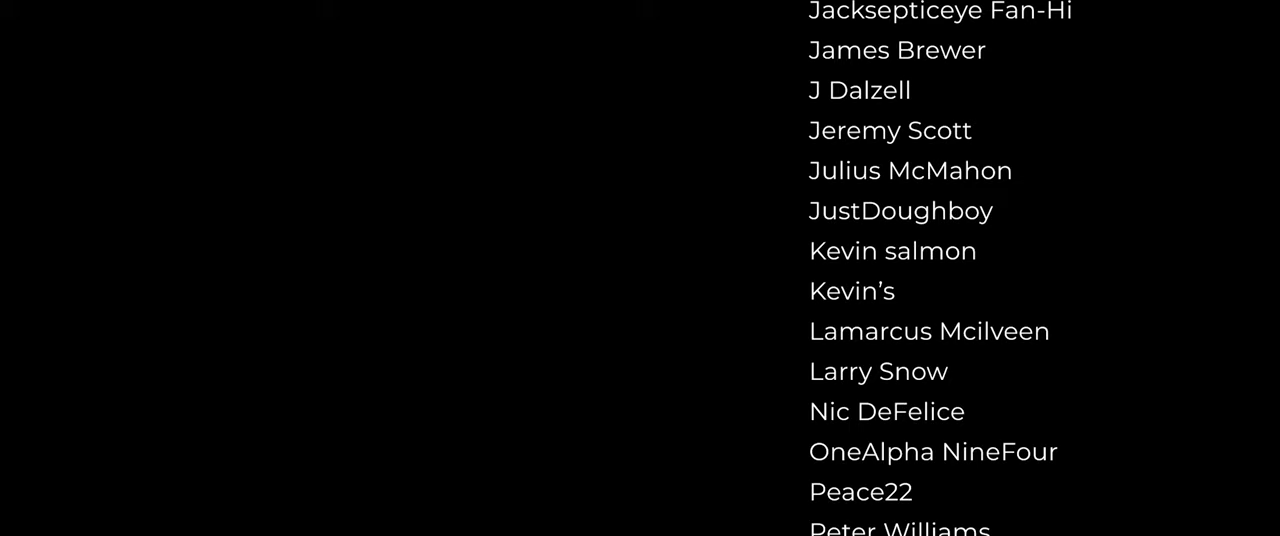 Jacksepticeye Fan-Hi
James Brewer
J Dalzell
Jeremy Scott
Julius McMahon
JustDoughboy
Kevin salmon
Kevin’s
Lamarcus Mcilveen
Larry Snow
Nic DeFelice
OneAlpha NineFour
Peace22
Peter Williams